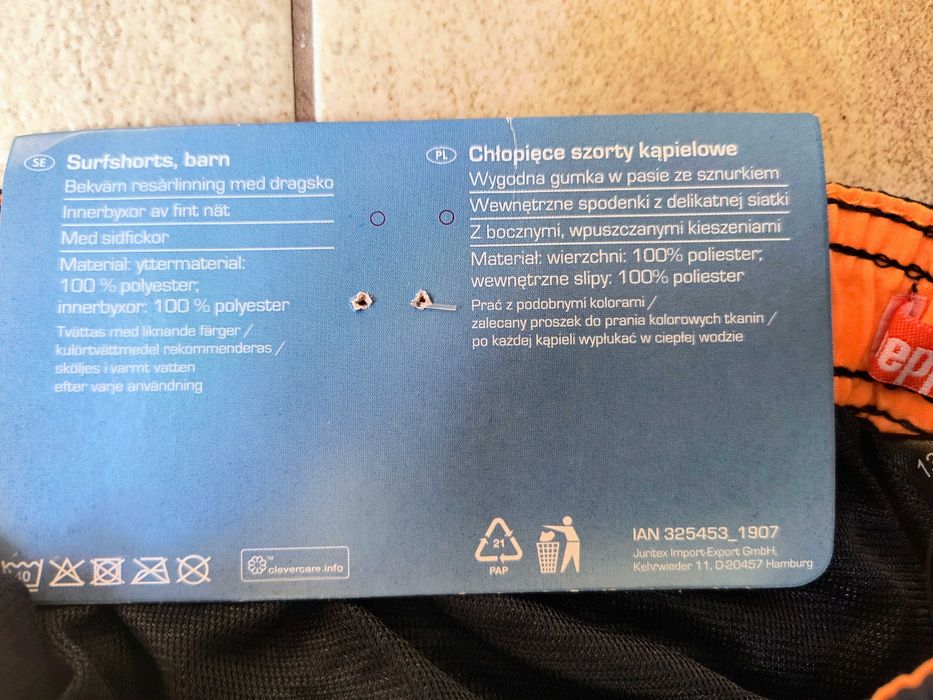 SE Surfshorts, barn
Bekväm resårlinning med dragsko
Innerbyxor av fint nät
Med sidfickor
Material: yttermaterial:
100 % polyester;
innerbyxor: 100 % polyester
Tvättas med liknande färger /
kulörtvättmedel rekommenderas /
sköljes i varmt vatten
efter varje användning
PL Chłopięce szorty kąpielowe
Wygodna gumka w pasie ze sznurkiem
Wewnętrzne spodenki z delikatnej siatki
Z bocznymi, wpuszczanymi kieszeniami
Materiał: wierzchni: 100% poliester;
wewnętrzne slipy: 100% poliester
Prać z podobnymi kolorami /
zalecany proszek do prania kolorowych tkanin /
po każdej kąpieli wypłukać w ciepłej wodzie
40
™
clevercare.info
21
PAP
IAN 325453_1907
Juritex Import-Export GmbH,
Kehrwieder 11, D-20457 Hamburg